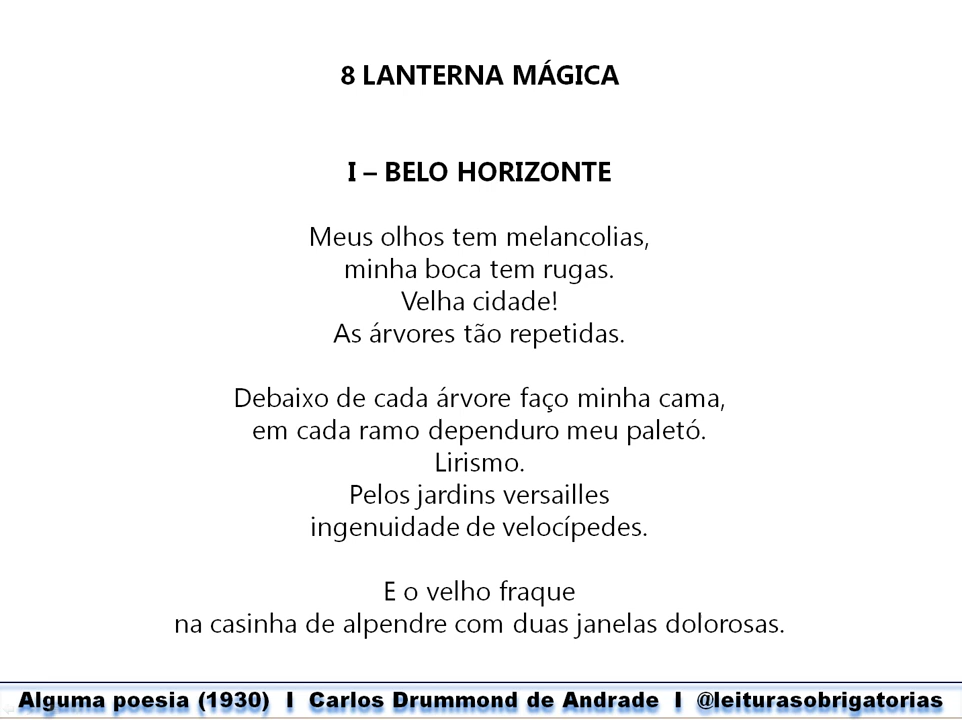 8 LANTERNA MÁGICA
I – BELO HORIZONTE
Meus olhos tem melancolias,
minha boca tem rugas.
Velha cidade!
As árvores tão repetidas.
Debaixo de cada árvore faço minha cama,
em cada ramo dependuro meu paletó.
Lirismo.
Pelos jardins versailles
ingenuidade de velocípedes.
E o velho fraque
na casinha de alpendre com duas janelas dolorosas.
Alguma poesia (1930) I Carlos Drummond de Andrade I @leiturasobrigatorias